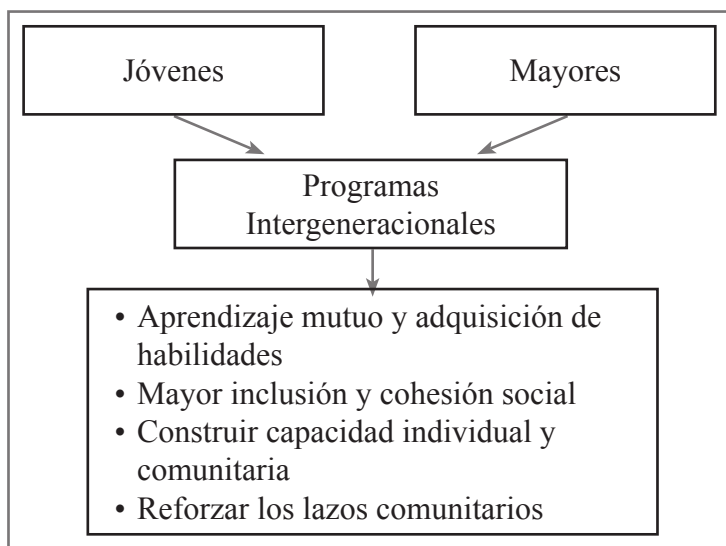 Jóvenes
Mayores
Programas
Intergeneracionales
• Aprendizaje mutuo y adquisición de
habilidades
• Mayor inclusión y cohesión social
• Construir capacidad individual y
comunitaria
• Reforzar los lazos comunitarios